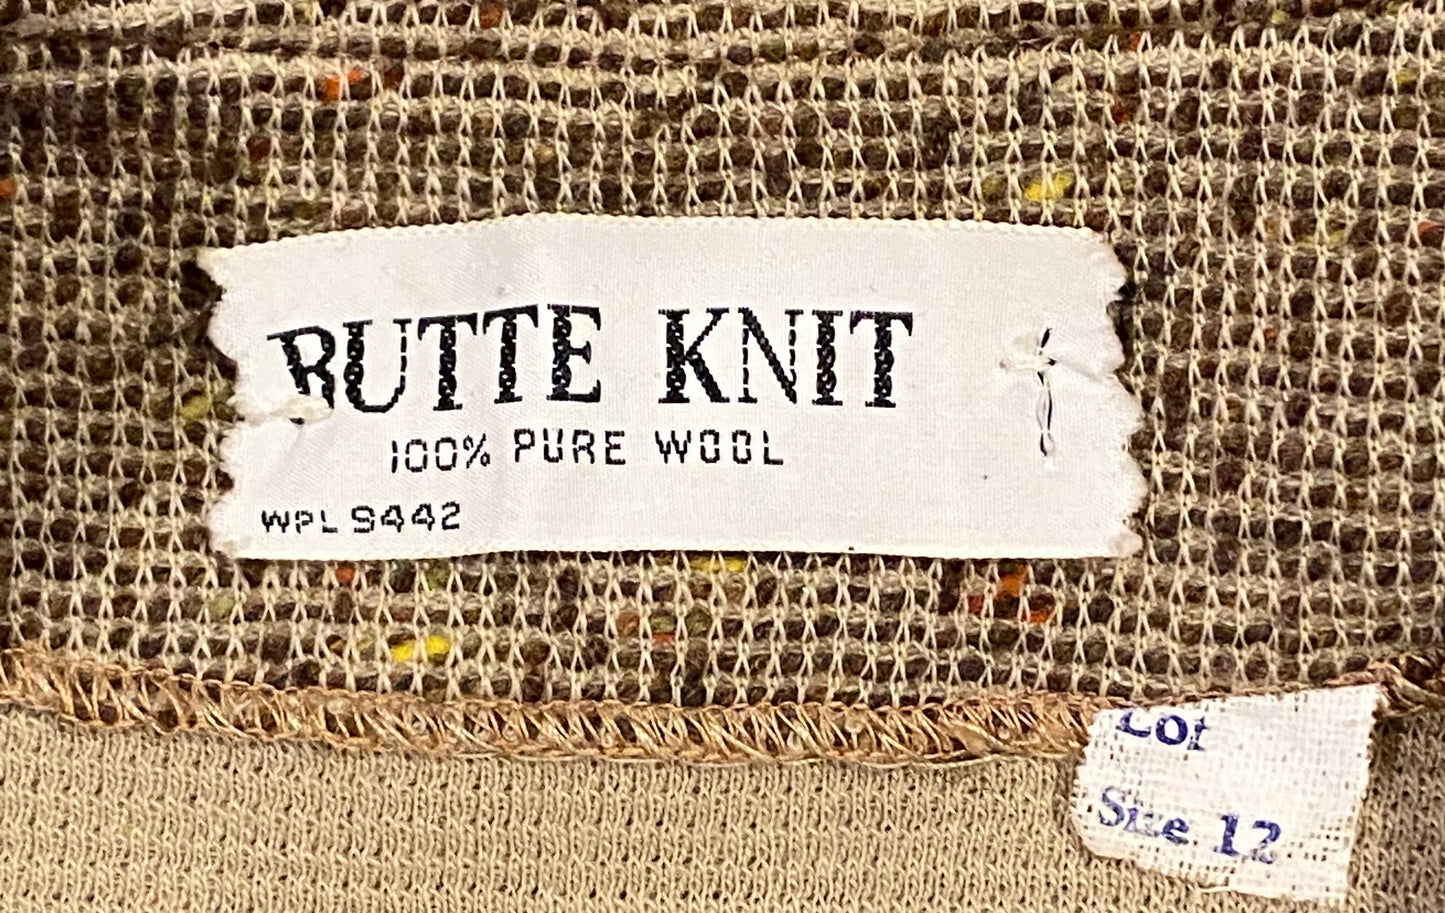 BUTTE KNIT
100% PURE WOOL
WPL 9442
Lot
Size 12